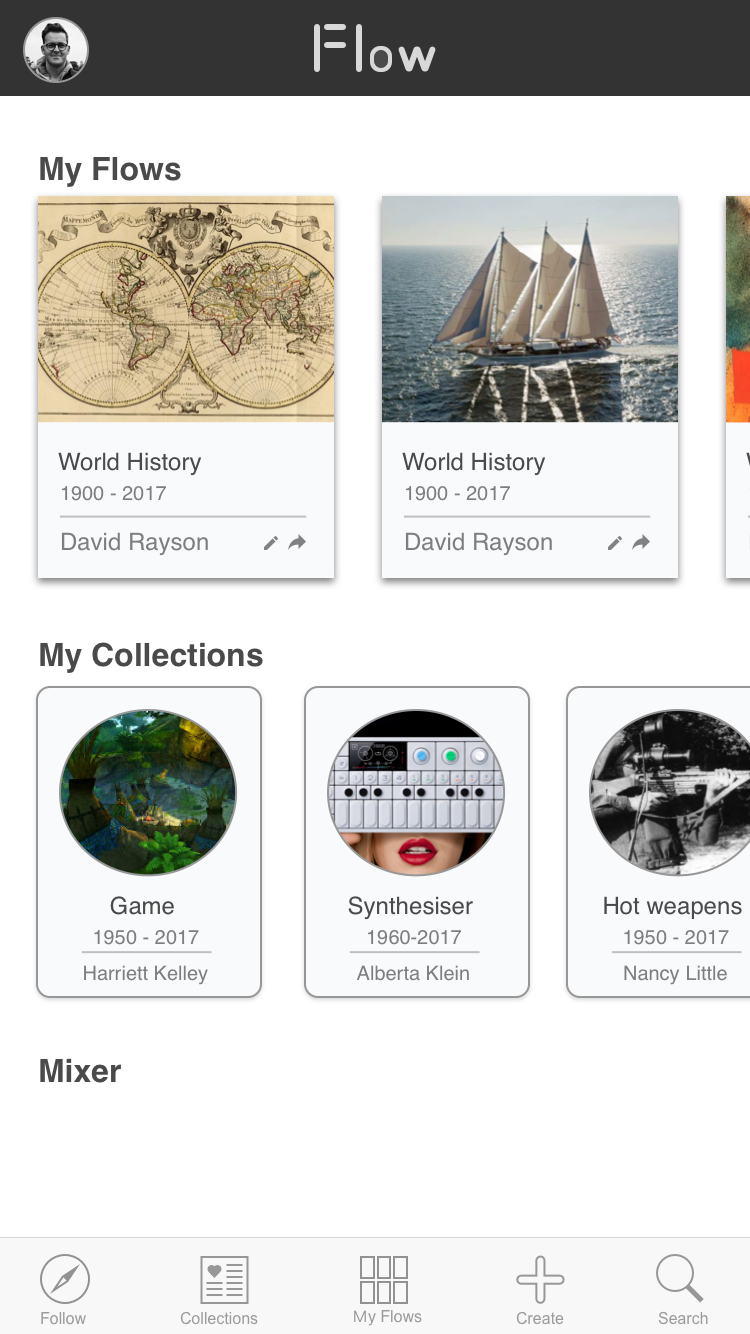 Flow
My Flows
MAPPEMONDE
World History
1900 - 2017
David Rayson
World History
1900 - 2017
David Rayson
My Collections
Game
1950 - 2017
Harriett Kelley
Synthesiser
1960-2017
Alberta Klein
Hot weapons
1950 - 2017
Nancy Little
Mixer
Follow
Collections
My Flows
Create
Search